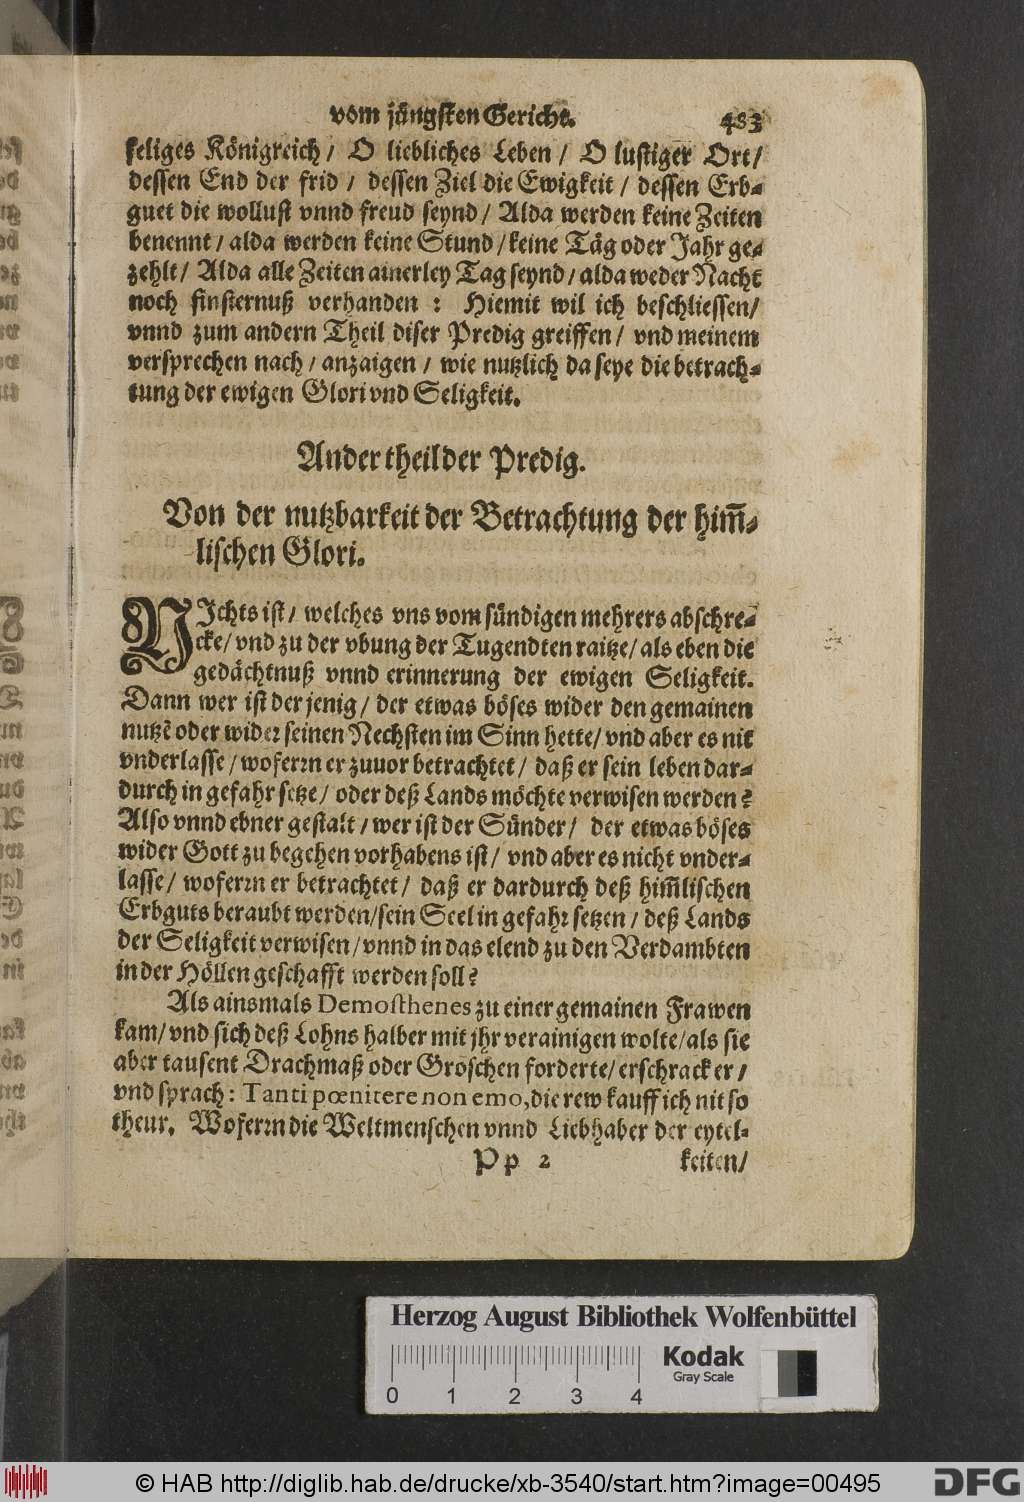 vom jüngsten Gericht. 483
seliges Königreich / O liebliches Leben / O lustiger Ort /
dessen End der frid / dessen Ziel die Ewigkeit / dessen Erb-
guet die wollust vnnd freud seynd / Alda werden keine Zeiten
benennt / alda werden keine Stund / keine Täg oder Jahr ge-
zehlt / Alda alle Zeiten ainerley Tag seynd / alda weder Nacht
noch finsternuß verhanden : Hiemit wil ich beschliessen /
vnnd zum andern Theil diser Predig greiffen / vnd meinem
versprechen nach / anzaigen / wie nutzlich da seye die betrach-
tung der ewigen Glori vnd Seligkeit.
Ander theil der Predig.
Von der nutzbarkeit der Betrachtung der him̄-
lischen Glori.
NIchts ist / welches vns vom sündigen mehrers abschre-
cke / vnd zu der vbung der Tugendten raitze / als eben die
gedächtnuß vnnd erinnerung der ewigen Seligkeit.
Dann wer ist der jenig / der etwas böses wider den gemainen
nutzē oder wider seinen Nechsten im Sinn hette / vnd aber es nit
vnderlasse / woferrn er zuuor betrachtet / daß er sein leben dar-
durch in gefahr setze / oder deß Lands möchte verwisen werden?
Also vnnd ebner gestalt / wer ist der Sünder / der etwas böses
wider Gott zu begehen vorhabens ist / vnd aber es nicht vnder-
lasse / woferrn er betrachtet / daß er dardurch deß him̄lischen
Erbguts beraubt werden / sein Seel in gefahr setzen / deß Lands
der Seligkeit verwisen / vnnd in das elend zu den Verdambten
in der Höllen geschafft werden soll?
Als ainsmals Demosthenes zu einer gemainen Frawen
kam / vnd sich deß Lohns halber mit jhr verainigen wolte / als sie
aber tausent Drachmaß oder Groschen forderte / erschrack er /
vnd sprach : Tanti pœnitere non emo, die rew kauff ich nit so
theur. Woferrn die Weltmenschen vnnd Liebhaber der eytel-
Pp 2 keiten /
Herzog August Bibliothek Wolfenbüttel
Kodak
Gray Scale
0 1 2 3 4
© HAB http://diglib.hab.de/drucke/xb-3540/start.htm?image=00495
DFG